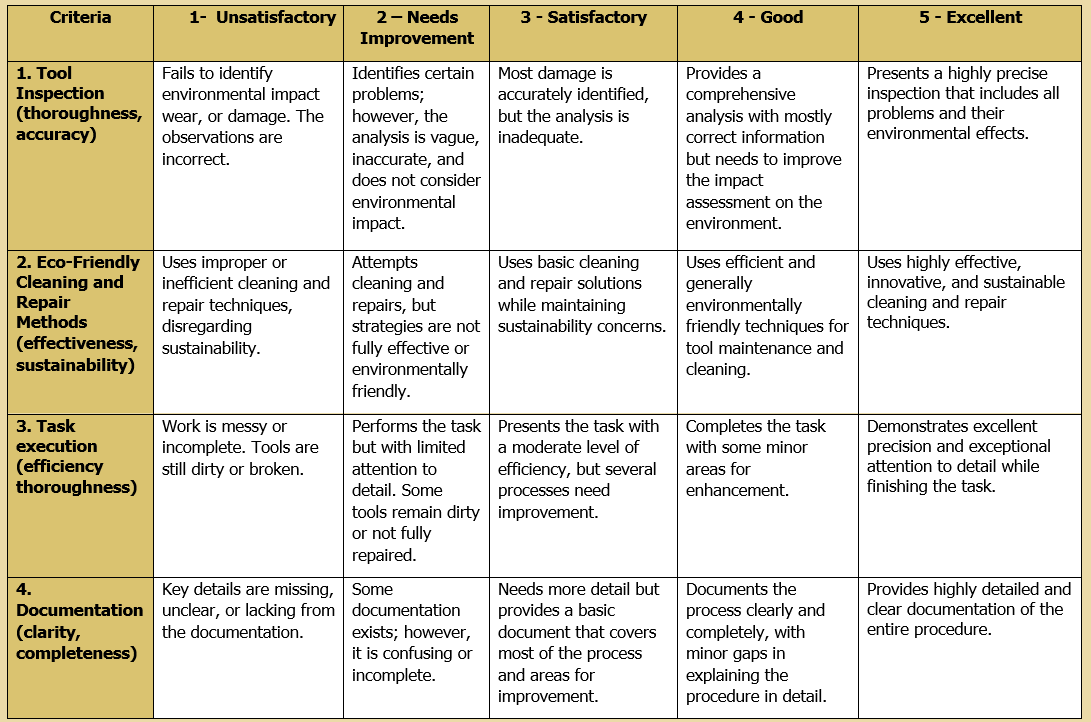 Criteria
1- Unsatisfactory
2 – Needs
Improvement
3 - Satisfactory
4 - Good
5 - Excellent
1. Tool
Inspection
(thoroughness,
accuracy)
Fails to identify
environmental impact
wear, or damage. The
observations are
incorrect.
Identifies certain
problems;
however, the
analysis is vague,
inaccurate, and
does not consider
environmental
impact.
Most damage is
accurately identified,
but the analysis is
inadequate.
Provides a
comprehensive
analysis with mostly
correct information
but needs to improve
the impact
assessment on the
environment.
Presents a highly precise
inspection that includes all
problems and their
environmental effects.
2. Eco-Friendly
Cleaning and
Repair
Methods
(effectiveness,
sustainability)
Uses improper or
inefficient cleaning and
repair techniques,
disregarding
sustainability.
Attempts
cleaning and
repairs, but
strategies are not
fully effective or
environmentally
friendly.
Uses basic cleaning
and repair solutions
while maintaining
sustainability concerns.
Uses efficient and
generally
environmentally
friendly techniques for
tool maintenance and
cleaning.
Uses highly effective,
innovative, and sustainable
cleaning and repair
techniques.
3. Task
execution
(efficiency
thoroughness)
Work is messy or
incomplete. Tools are
still dirty or broken.
Performs the task
but with limited
attention to
detail. Some
tools remain dirty
or not fully
repaired.
Presents the task with
a moderate level of
efficiency, but several
processes need
improvement.
Completes the task
with some minor
areas for
enhancement.
Demonstrates excellent
precision and exceptional
attention to detail while
finishing the task.
4.
Documentation
(clarity,
completeness)
Key details are missing,
unclear, or lacking from
the documentation.
Some
documentation
exists; however,
it is confusing or
incomplete.
Needs more detail but
provides a basic
document that covers
most of the process
and areas for
improvement.
Documents the
process clearly and
completely, with
minor gaps in
explaining the
procedure in detail.
Provides highly detailed and
clear documentation of the
entire procedure.